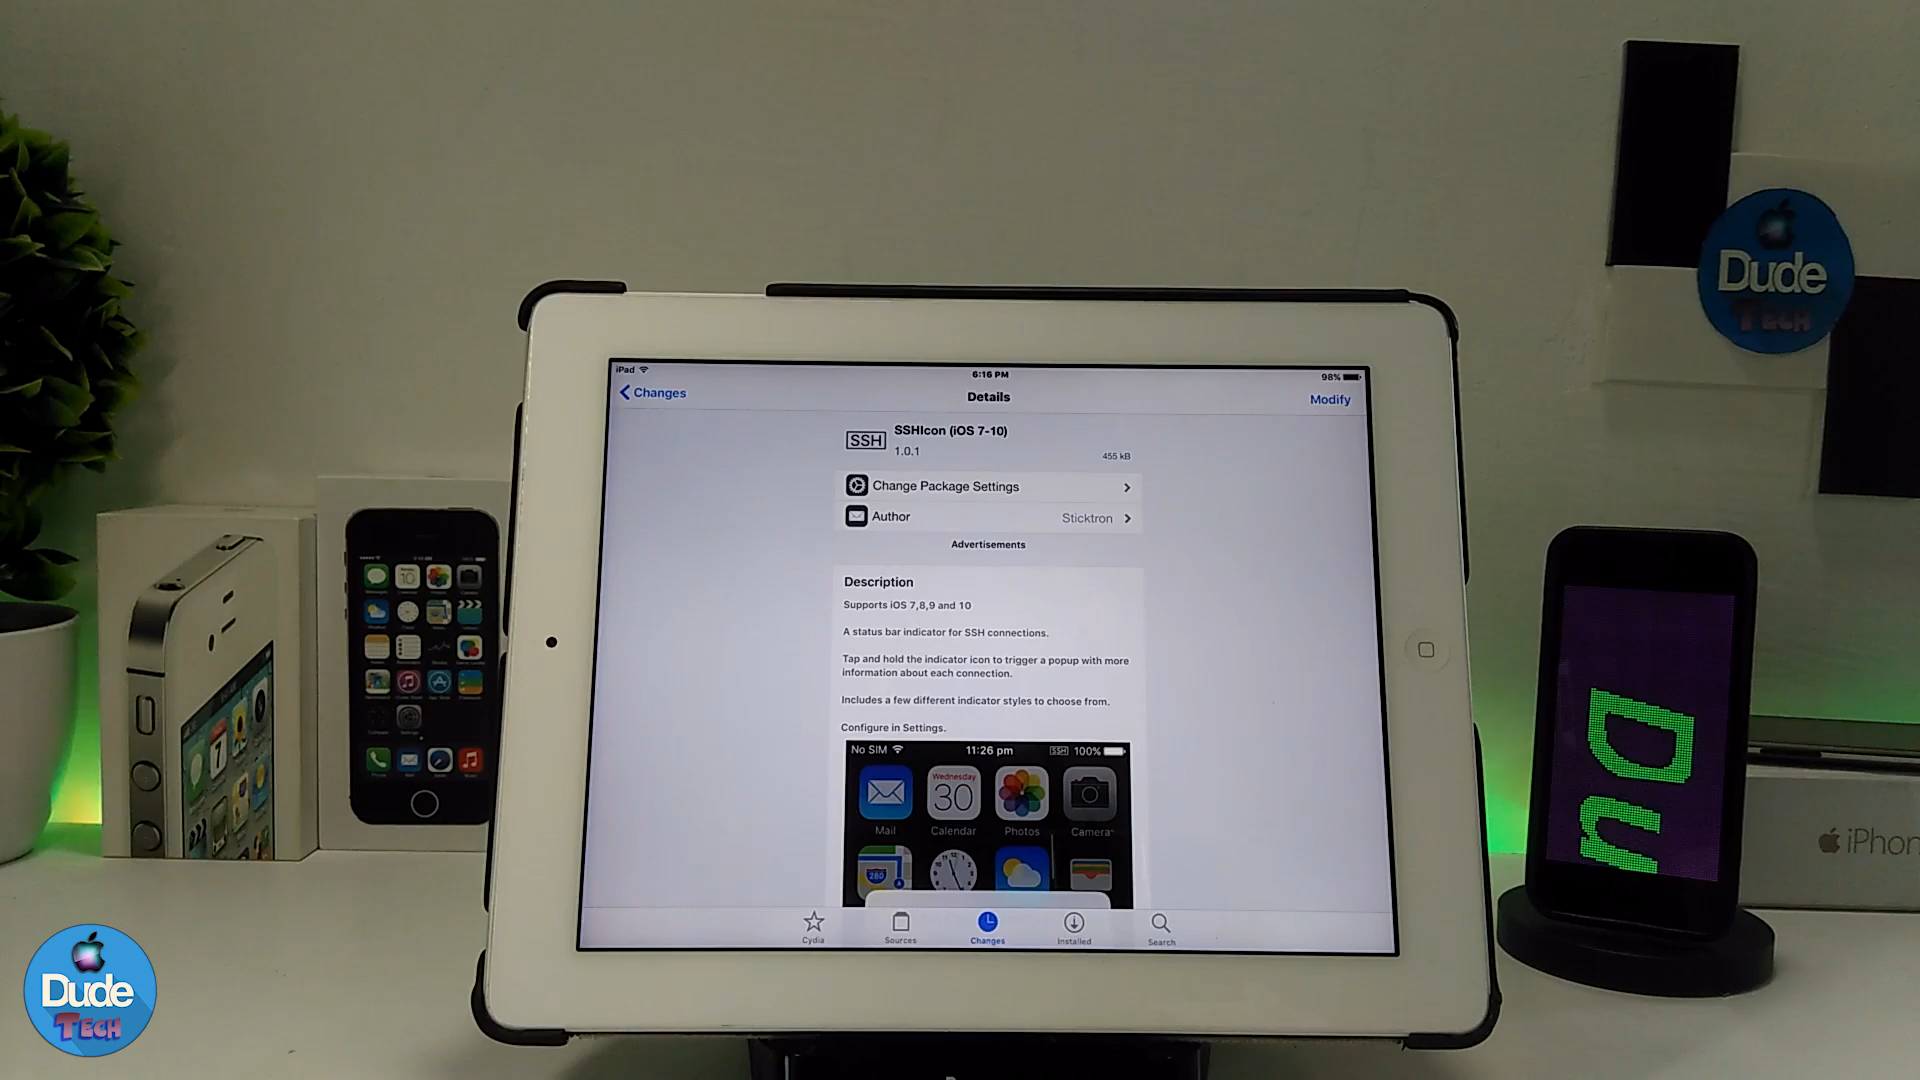 Dude
TECH
iPad
6:16 PM
98%
Changes
Details
Modify
SSH
SSHIcon (iOS 7-10)
1.0.1
455 kB
Change Package Settings
Author
Sticktron
Advertisements
Description
Supports iOS 7,8,9 and 10
A status bar indicator for SSH connections.
Tap and hold the indicator icon to trigger a popup with more
information about each connection.
Includes a few different indicator styles to choose from.
Configure in Settings.
No SIM
11:26 pm
SSH 100%
Wednesday
30
Mail
Calendar
Photos
Camera
280
Cydia
Sources
Changes
Installed
Search
Du
iPhon
Dude
TECH